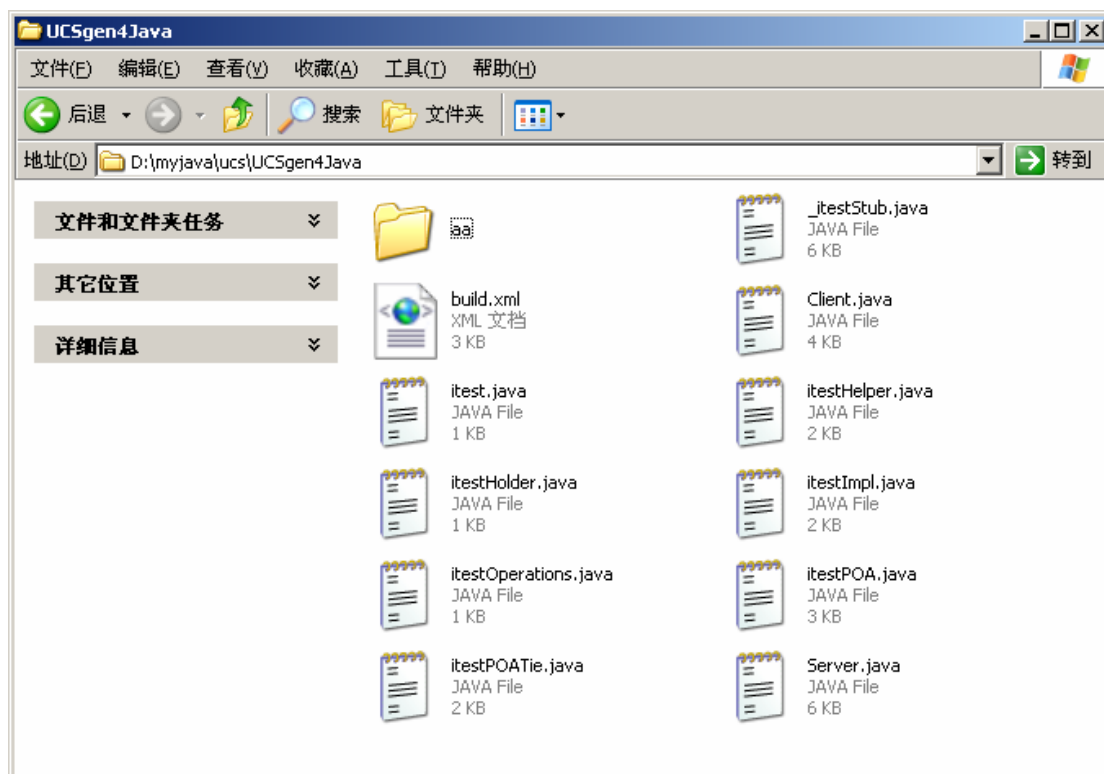 UCSgen4Java
文件(F) 编辑(E) 查看(V) 收藏(A) 工具(T) 帮助(H)
后退 搜索 文件夹
地址(D) D:\myjava\ucs\UCSgen4Java 转到
文件和文件夹任务
其它位置
详细信息
aa
_itestStub.java
JAVA File
6 KB
build.xml
XML 文档
3 KB
Client.java
JAVA File
4 KB
itest.java
JAVA File
1 KB
itestHelper.java
JAVA File
2 KB
itestHolder.java
JAVA File
1 KB
itestImpl.java
JAVA File
2 KB
itestOperations.java
JAVA File
1 KB
itestPOA.java
JAVA File
3 KB
itestPOATie.java
JAVA File
2 KB
Server.java
JAVA File
6 KB